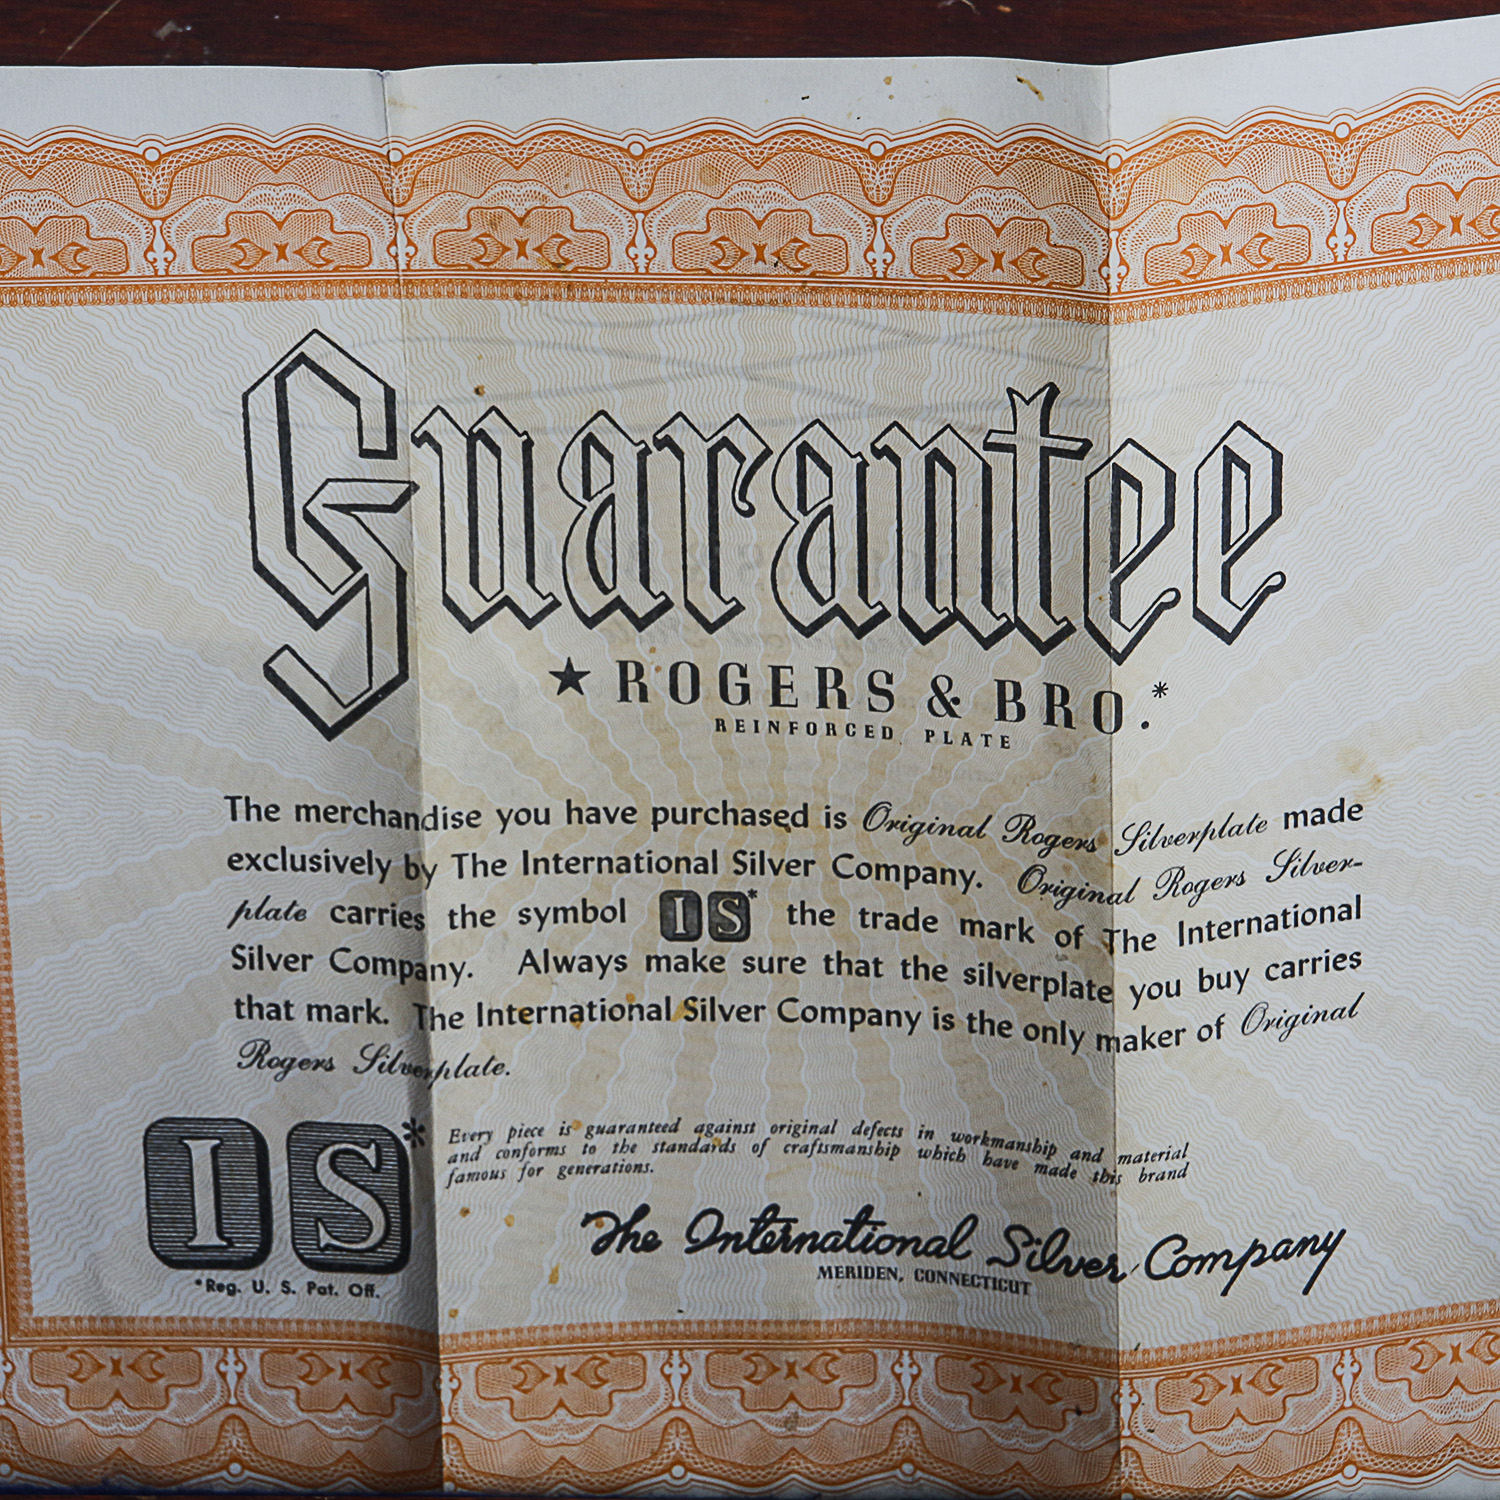 Guarantee
★ ROGERS & BRO.*
REINFORCED PLATE
The merchandise you have purchased is Original Rogers Silverplate made
exclusively by The International Silver Company. Original Rogers Silver-
plate carries the symbol IS* the trade mark of The International
Silver Company. Always make sure that the silverplate you buy carries
that mark. The International Silver Company is the only maker of Original
Rogers Silverplate.
IS*
*Reg. U. S. Pat. Off.
Every piece is guaranteed against original defects in workmanship and material
and conforms to the standards of craftsmanship which have made this brand
famous for generations.
The International Silver Company
MERIDEN, CONNECTICUT